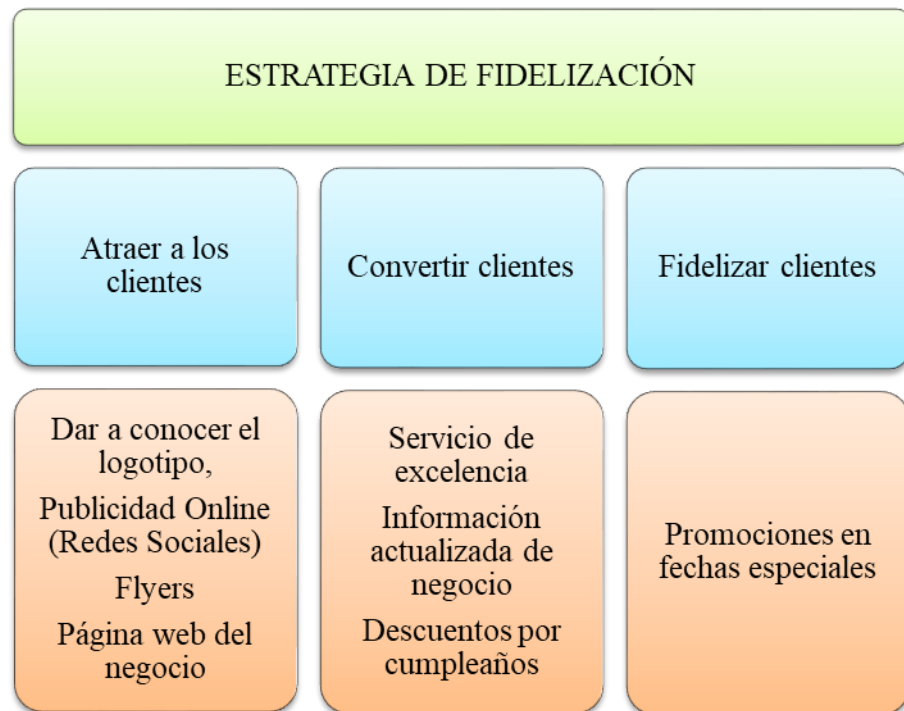 ESTRATEGIA DE FIDELIZACIÓN
Atraer a los
clientes
Convertir clientes
Fidelizar clientes
Dar a conocer el
logotipo,
Publicidad Online
(Redes Sociales)
Flyers
Página web del
negocio
Servicio de
excelencia
Información
actualizada de
negocio
Descuentos por
cumpleaños
Promociones en
fechas especiales